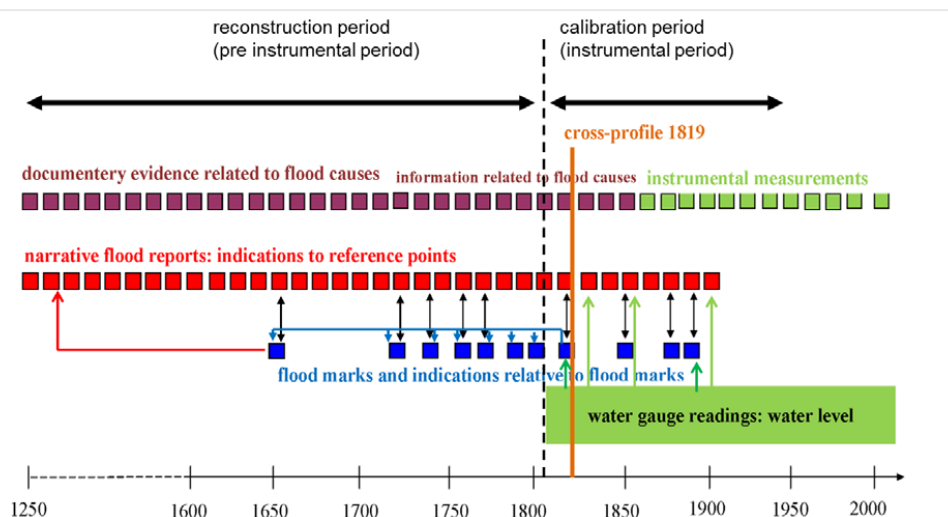 reconstruction period
(pre instrumental period)
calibration period
(instrumental period)
cross-profile 1819
documentery evidence related to flood causes
information related to flood causes
instrumental measurements
narrative flood reports: indications to reference points
flood marks and indications relative to flood marks
water gauge readings: water level
1250 1600 1650 1700 1750 1800 1850 1900 1950 2000